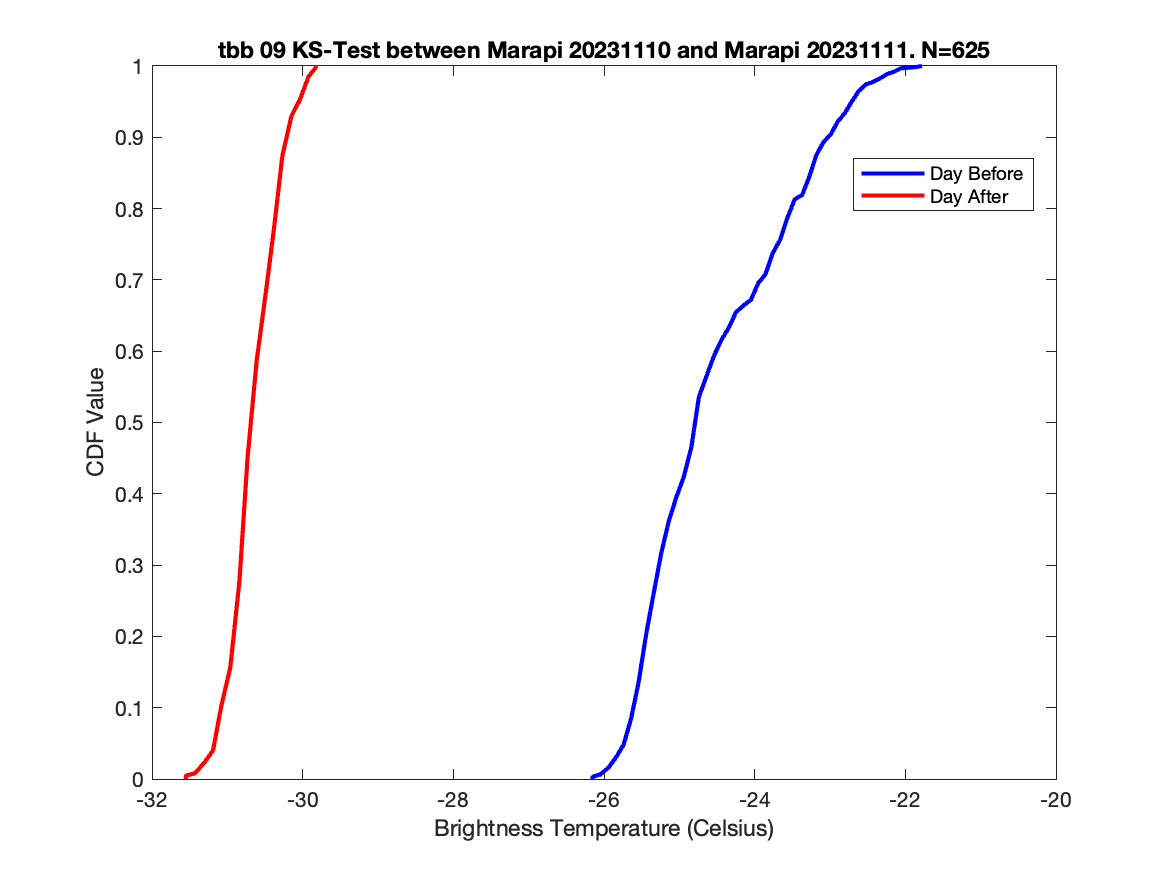 tbb 09 KS-Test between Marapi 20231110 and Marapi 20231111. N=625
1
0.9
0.8
0.7
0.6
0.5
0.4
0.3
0.2
0.1
0
CDF Value
Day Before
Day After
-32 -30 -28 -26 -24 -22 -20
Brightness Temperature (Celsius)